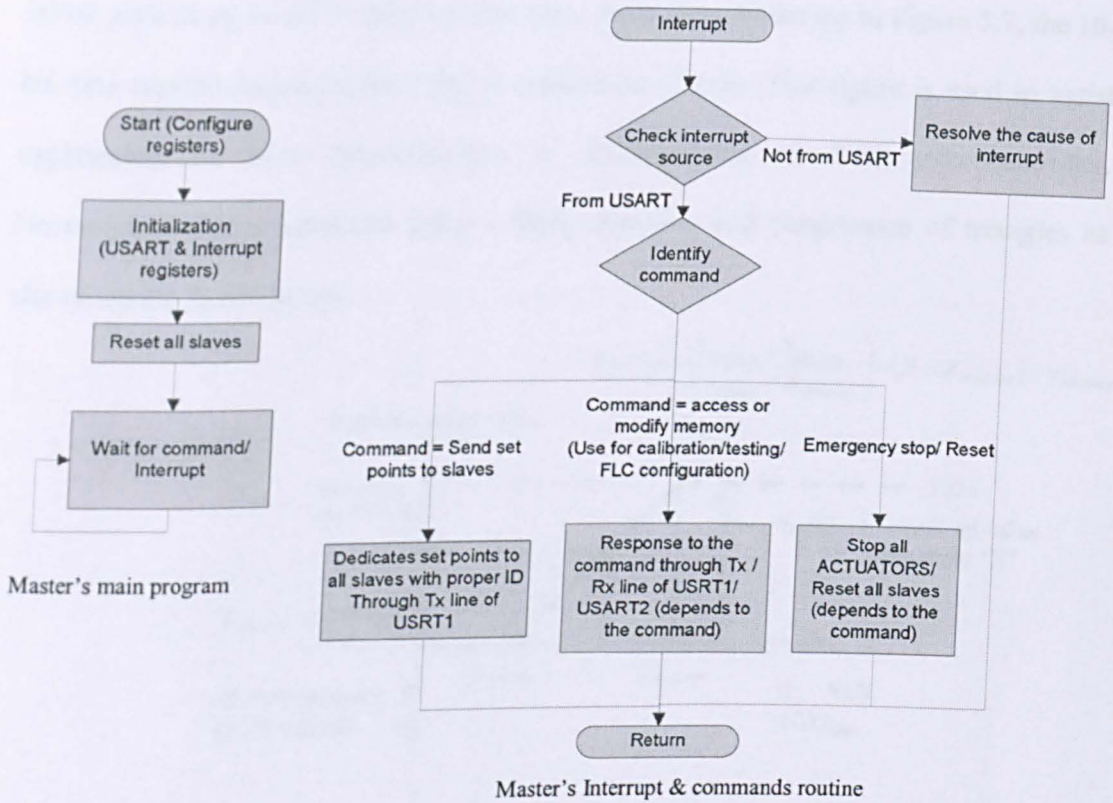 Start (Configure
registers)
Initialization
(USART & Interrupt
registers)
Reset all slaves
Wait for command/
Interrupt
Master's main program
Interrupt
Check interrupt
source
Not from USART
Resolve the cause of
interrupt
From USART
Identify
command
Command = Send set
points to slaves
Command = access or
modify memory
(Use for calibration/testing/
FLC configuration)
Emergency stop/ Reset
Dedicates set points to
all slaves with proper ID
Through Tx line of
USRT1
Response to the
command through Tx /
Rx line of USRT1/
USART2 (depends to
the command)
Stop all
ACTUATORS/
Reset all slaves
(depends to the
command)
Return
Master's Interrupt & commands routine